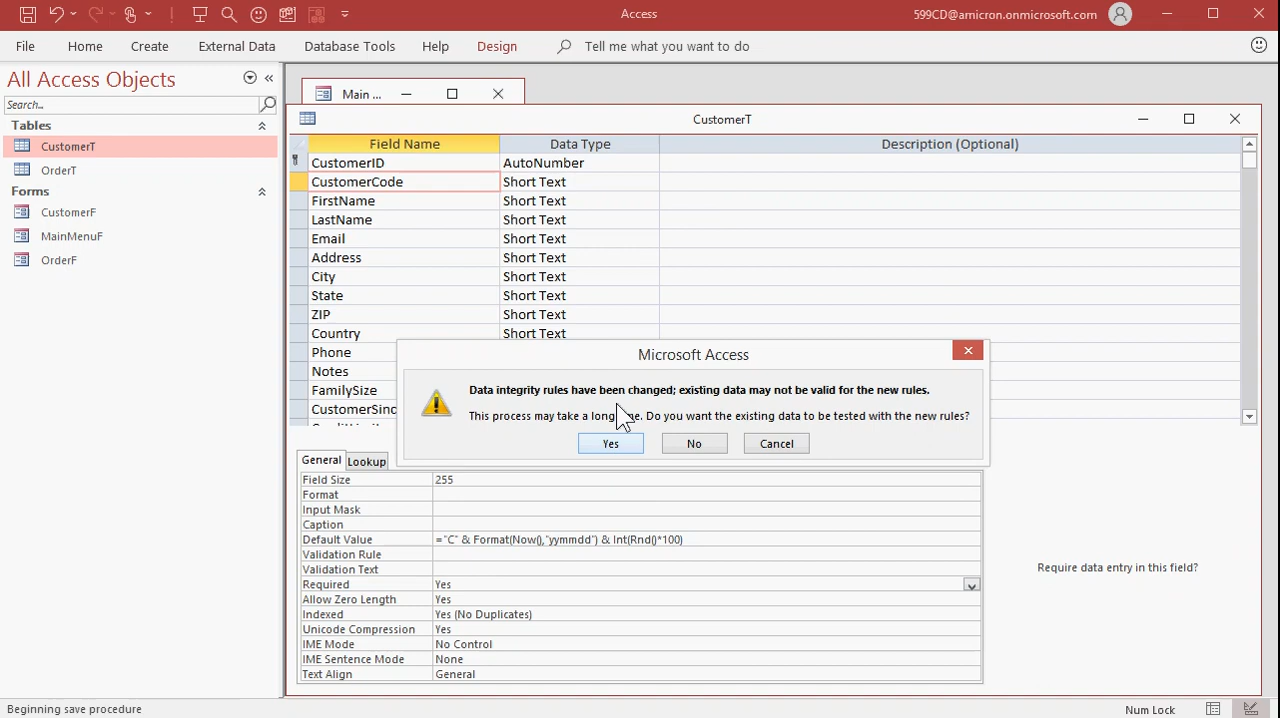 Access
599CD@amicron.onmicrosoft.com
File Home Create External Data Database Tools Help Design Tell me what you want to do
All Access Objects
Search...
Tables
CustomerT
OrderT
Forms
CustomerF
MainMenuF
OrderF
Main ...
CustomerT
Field Name Data Type Description (Optional)
CustomerID AutoNumber
CustomerCode Short Text
FirstName Short Text
LastName Short Text
Email Short Text
Address Short Text
City Short Text
State Short Text
ZIP Short Text
Country Short Text
Phone
Notes
FamilySize
Microsoft Access
Data integrity rules have been changed; existing data may not be valid for the new rules.
This process may take a long Do you want the existing data to be tested with the new rules?
Yes No Cancel
General Lookup
Field Size 255
Format
Input Mask
Caption
Default Value ="C" & Format(Now(),"yymmdd") & Int(Rnd()*100)
Validation Rule
Validation Text
Required Yes
Allow Zero Length Yes
Indexed Yes (No Duplicates)
Unicode Compression Yes
IME Mode No Control
IME Sentence Mode None
Text Align General
Require data entry in this field?
Beginning save procedure
Num Lock